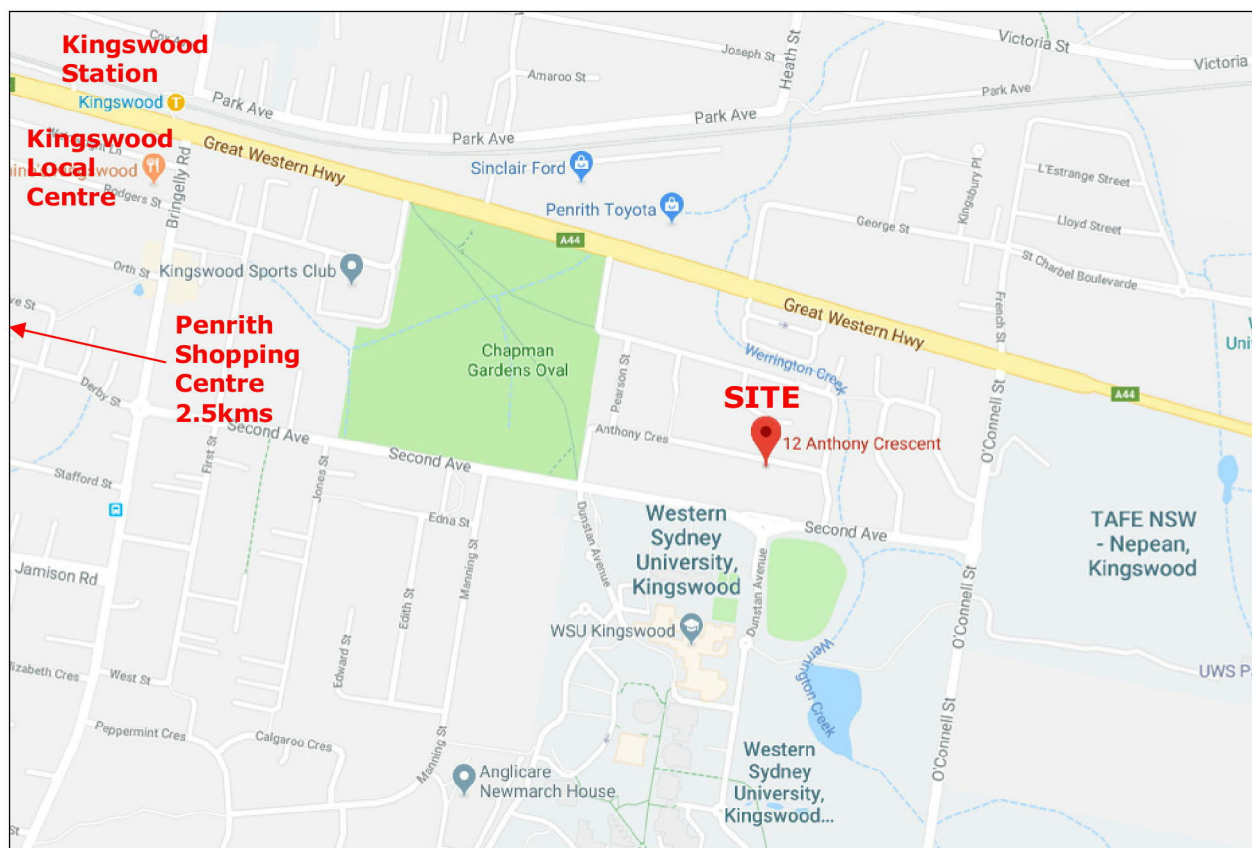 Kingswood
Station
Kingswood
Cox Ave
Joseph St
Heath St
Victoria St
Victoria
Amaroo St
Park Ave
Park Ave
Park Ave
Park Ave
Great Western Hwy
Kingswood
Local
Centre
Kingswood
Rodgers St
Bringelly Rd
Sinclair Ford
Penrith Toyota
A44
Kingsbury Pl
L'Estrange Street
Lloyd Street
George St
St Charbel Boulevarde
French St
Orth St
Kingswood Sports Club
Penrith
Shopping
Centre
2.5kms
Chapman
Gardens Oval
Great Western Hwy
Werrington Creek
Pearson St
A44
Derby St
Second Ave
First St
Jones St
Second Ave
Anthony Cres
SITE
12 Anthony Crescent
O'Connell St
Stafford St
Edna St
Manning St
Dunstan Avenue
Western
Sydney
University,
Kingswood
Second Ave
TAFE NSW
- Nepean,
Kingswood
Jamison Rd
Edith St
Edward St
WSU Kingswood
Dunstan Avenue
Werrington Creek
O'Connell St
West St
Peppermint Cres
Calgaroo Cres
Manning St
Anglicare
Newmarch House
Western
Sydney
University,
Kingswood...
O'Connell St